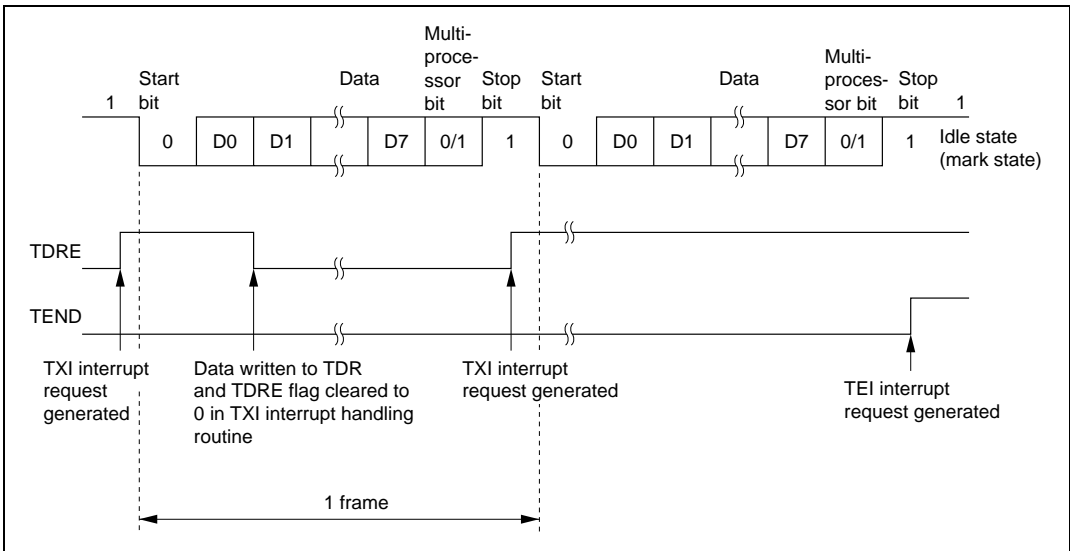 1
Start
bit
Data
Multi-
proce-
ssor
bit
Stop
bit
Start
bit
Data
Multi-
proces-
sor bit
Stop
bit
1
0 D0 D1 D7 0/1 1 0 D0 D1 D7 0/1 1
Idle state
(mark state)
TDRE
TEND
TXI interrupt
request
generated
Data written to TDR
and TDRE flag cleared to
0 in TXI interrupt handling
routine
TXI interrupt
request generated
TEI interrupt
request generated
1 frame